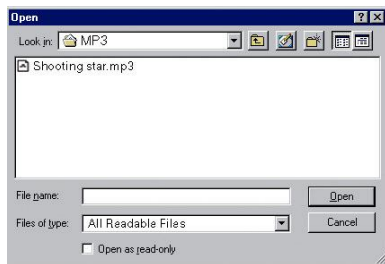 Open
Look in: MP3
Shooting star.mp3
File name: Open
Files of type: All Readable Files Cancel
Open as read-only